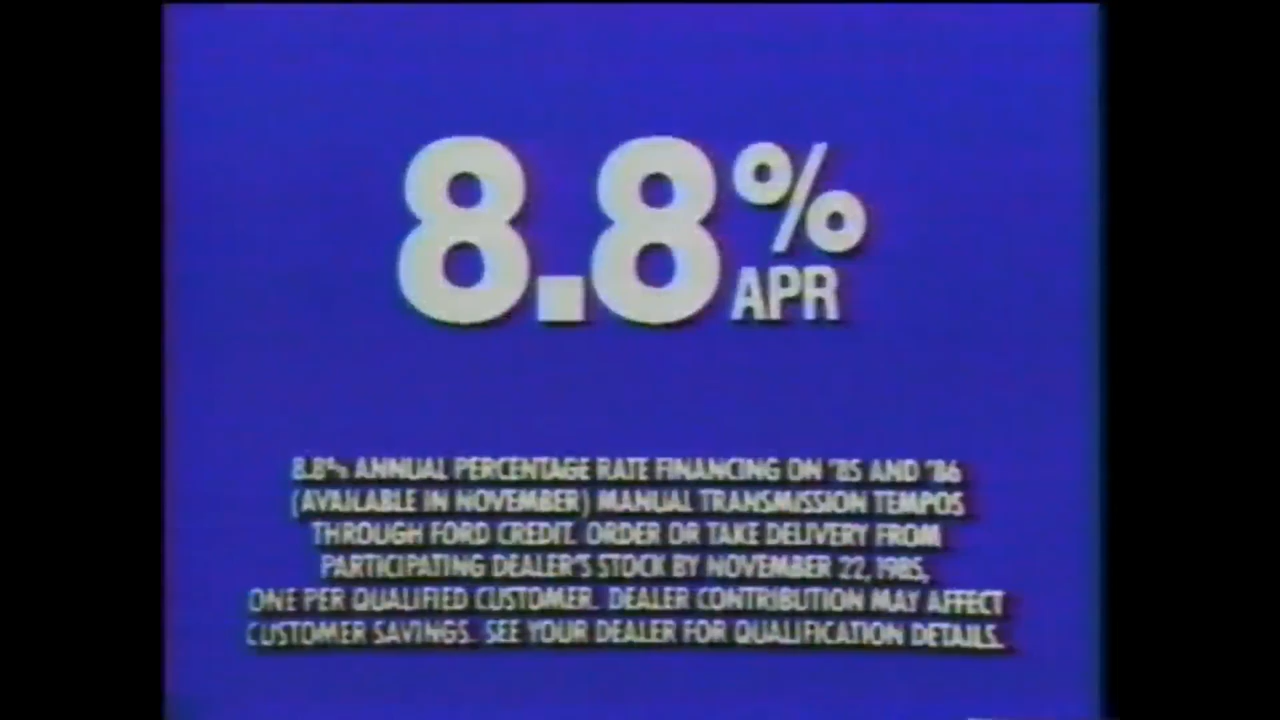 8.8%
APR
8.8% ANNUAL PERCENTAGE RATE FINANCING ON '85 AND '86
(AVAILABLE IN NOVEMBER) MANUAL TRANSMISSION TEMPOS
THROUGH FORD CREDIT. ORDER OR TAKE DELIVERY FROM
PARTICIPATING DEALER'S STOCK BY NOVEMBER 22, 1985,
ONE PER QUALIFIED CUSTOMER. DEALER CONTRIBUTION MAY AFFECT
CUSTOMER SAVINGS. SEE YOUR DEALER FOR QUALIFICATION DETAILS.